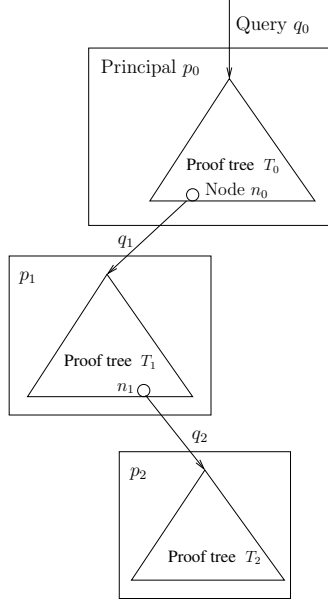 Query q₀
Principal p₀
Proof tree T₀
Node n₀
q₁
p₁
Proof tree T₁
n₁
q₂
p₂
Proof tree T₂